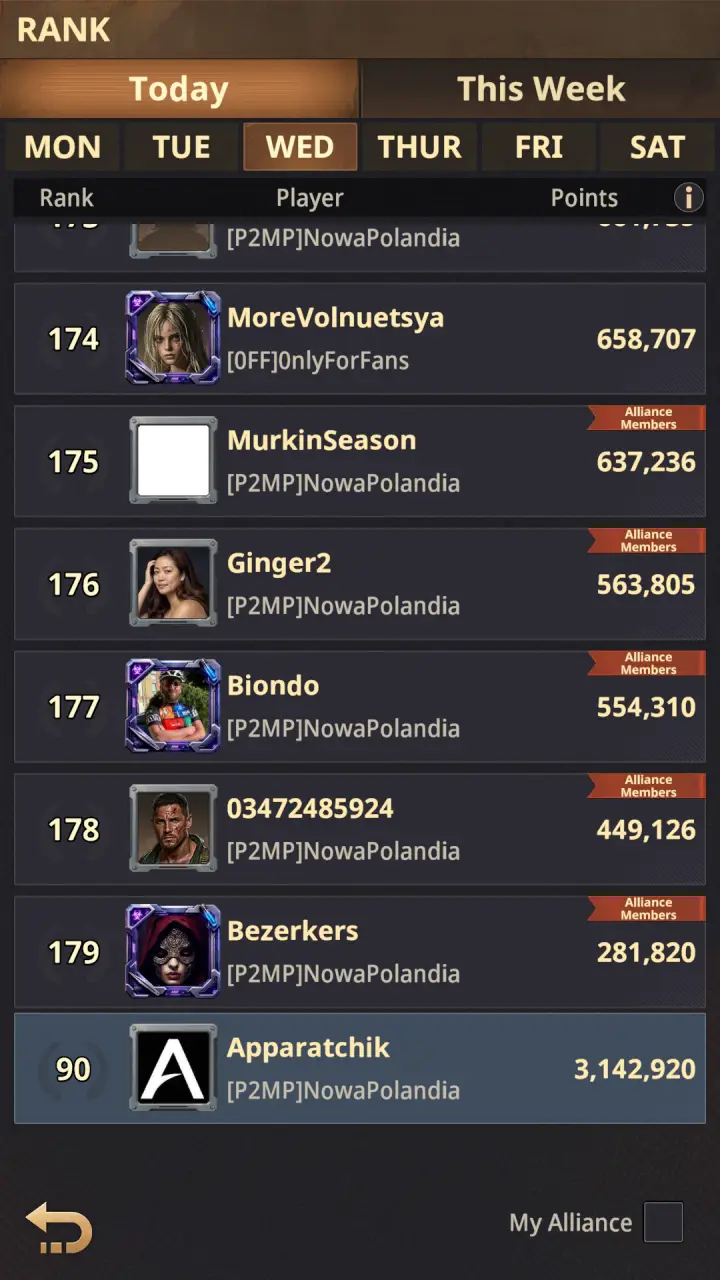 RANK
Today
This Week
MON
TUE
WED
THUR
FRI
SAT
Rank
Player
Points
[P2MP]NowaPolandia
174
MoreVolnuetsya
[0FF]0nlyForFans
658,707
Alliance
Members
175
MurkinSeason
[P2MP]NowaPolandia
637,236
Alliance
Members
176
Ginger2
[P2MP]NowaPolandia
563,805
Alliance
Members
177
Biondo
[P2MP]NowaPolandia
554,310
Alliance
Members
178
03472485924
[P2MP]NowaPolandia
449,126
Alliance
Members
179
Bezerkers
[P2MP]NowaPolandia
281,820
90
Apparatchik
[P2MP]NowaPolandia
3,142,920
My Alliance